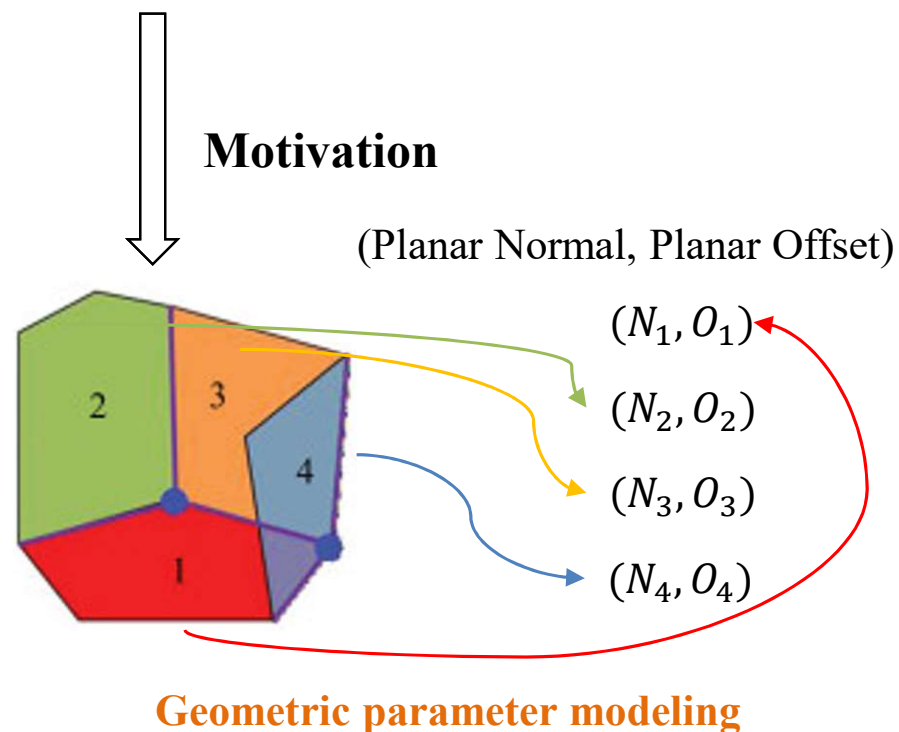 Motivation
(Planar Normal, Planar Offset)
(N₁, O₁)
2
3
(N₂, O₂)
4
(N₃, O₃)
1
(N₄, O₄)
Geometric parameter modeling